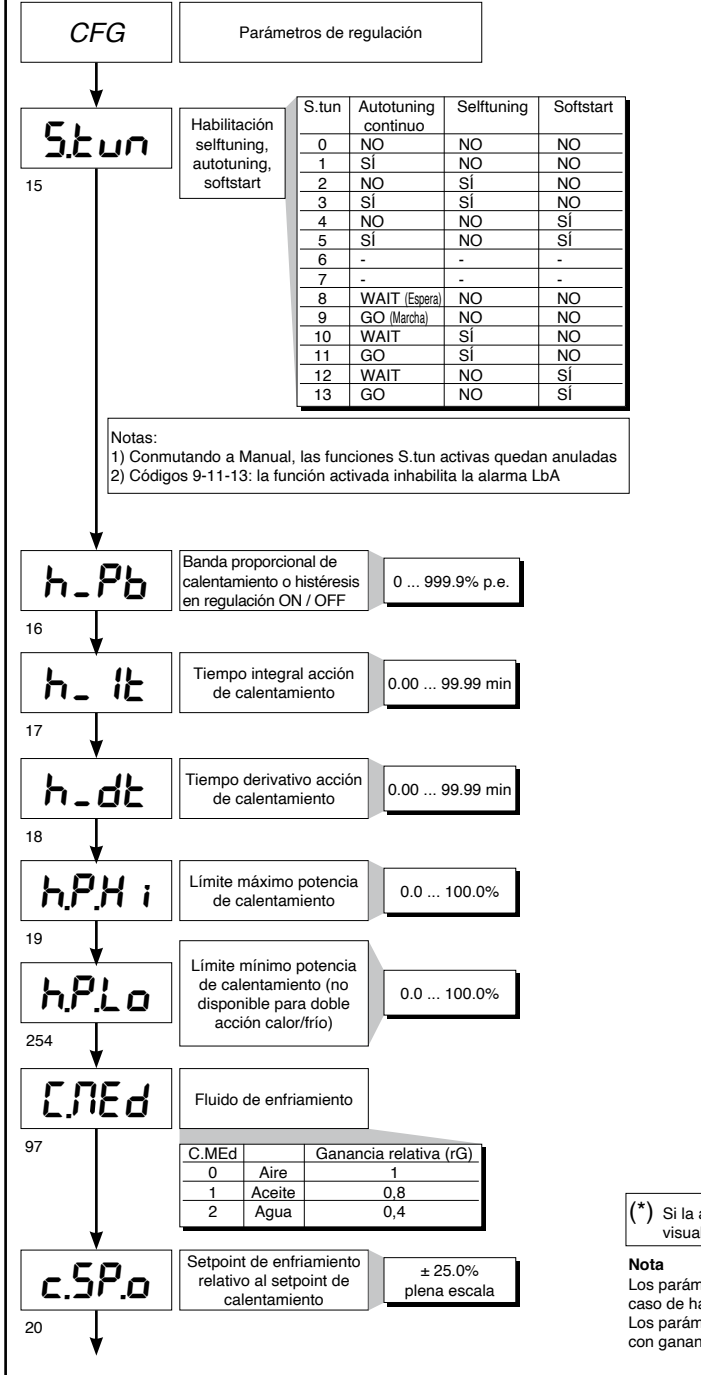 CFG
Parámetros de regulación
S.tun
15
Habilitación
selftuning,
autotuning,
softstart
S.tun Autotuning continuo Selftuning Softstart
0 NO NO NO
1 SÍ NO NO
2 NO SÍ NO
3 SÍ SÍ NO
4 NO NO SÍ
5 SÍ NO SÍ
6 - - -
7 - - -
8 WAIT (Espera) NO NO
9 GO (Marcha) NO NO
10 WAIT SÍ NO
11 GO SÍ NO
12 WAIT NO SÍ
13 GO NO SÍ
Notas:
1) Conmutando a Manual, las funciones S.tun activas quedan anuladas
2) Códigos 9-11-13: la función activada inhabilita la alarma LbA
h_Pb
16
Banda proporcional de
calentamiento o histéresis
en regulación ON / OFF
0 ... 999.9% p.e.
h_It
17
Tiempo integral acción
de calentamiento
0.00 ... 99.99 min
h_dt
18
Tiempo derivativo acción
de calentamiento
0.00 ... 99.99 min
h.P.Hi
19
Límite máximo potencia
de calentamiento
0.0 ... 100.0%
h.P.Lo
254
Límite mínimo potencia
de calentamiento (no
disponible para doble
acción calor/frío)
0.0 ... 100.0%
C.MEd
97
Fluido de enfriamiento
C.MEd Ganancia relativa (rG)
0 Aire 1
1 Aceite 0,8
2 Agua 0,4
c.SP.o
20
Setpoint de enfriamiento
relativo al setpoint de
calentamiento
± 25.0%
plena escala
(*) Si la
Nota
Los
caso de
Los
con